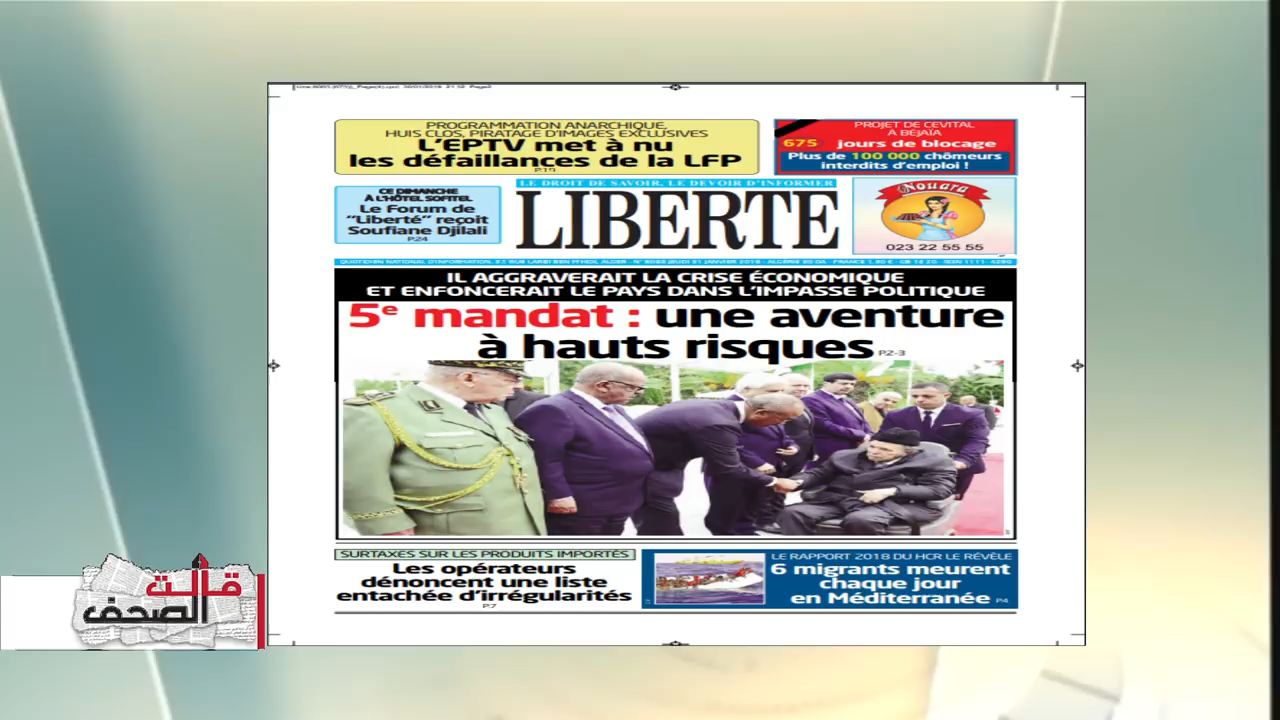 PROGRAMMATION ANARCHIQUE,
HUIS CLOS, PIRATAGE D'IMAGES EXCLUSIVES
L'EPTV met à nu
les défaillances de la LFP
P.15
PROJET DE CEVITAL
À BÉJAÏA
675 jours de blocage
Plus de 100 000 chômeurs
interdits d'emploi !
CE DIMANCHE
À L'HÔTEL SOFITEL
Le Forum de
"Liberté" reçoit
Soufiane Djilali
P.24
LE DROIT DE SAVOIR, LE DEVOIR D'INFORMER
LIBERTE
Nouara
023 22 55 55
IL AGGRAVERAIT LA CRISE ÉCONOMIQUE
ET ENFONCERAIT LE PAYS DANS L'IMPASSE POLITIQUE
5e mandat : une aventure
à hauts risques P.2-3
SURTAXES SUR LES PRODUITS IMPORTÉS
Les opérateurs
dénoncent une liste
entachée d'irrégularités
P.7
LE RAPPORT 2018 DU HCR LE RÉVÈLE
6 migrants meurent
chaque jour
en Méditerranée P.4
قالت
الصحف